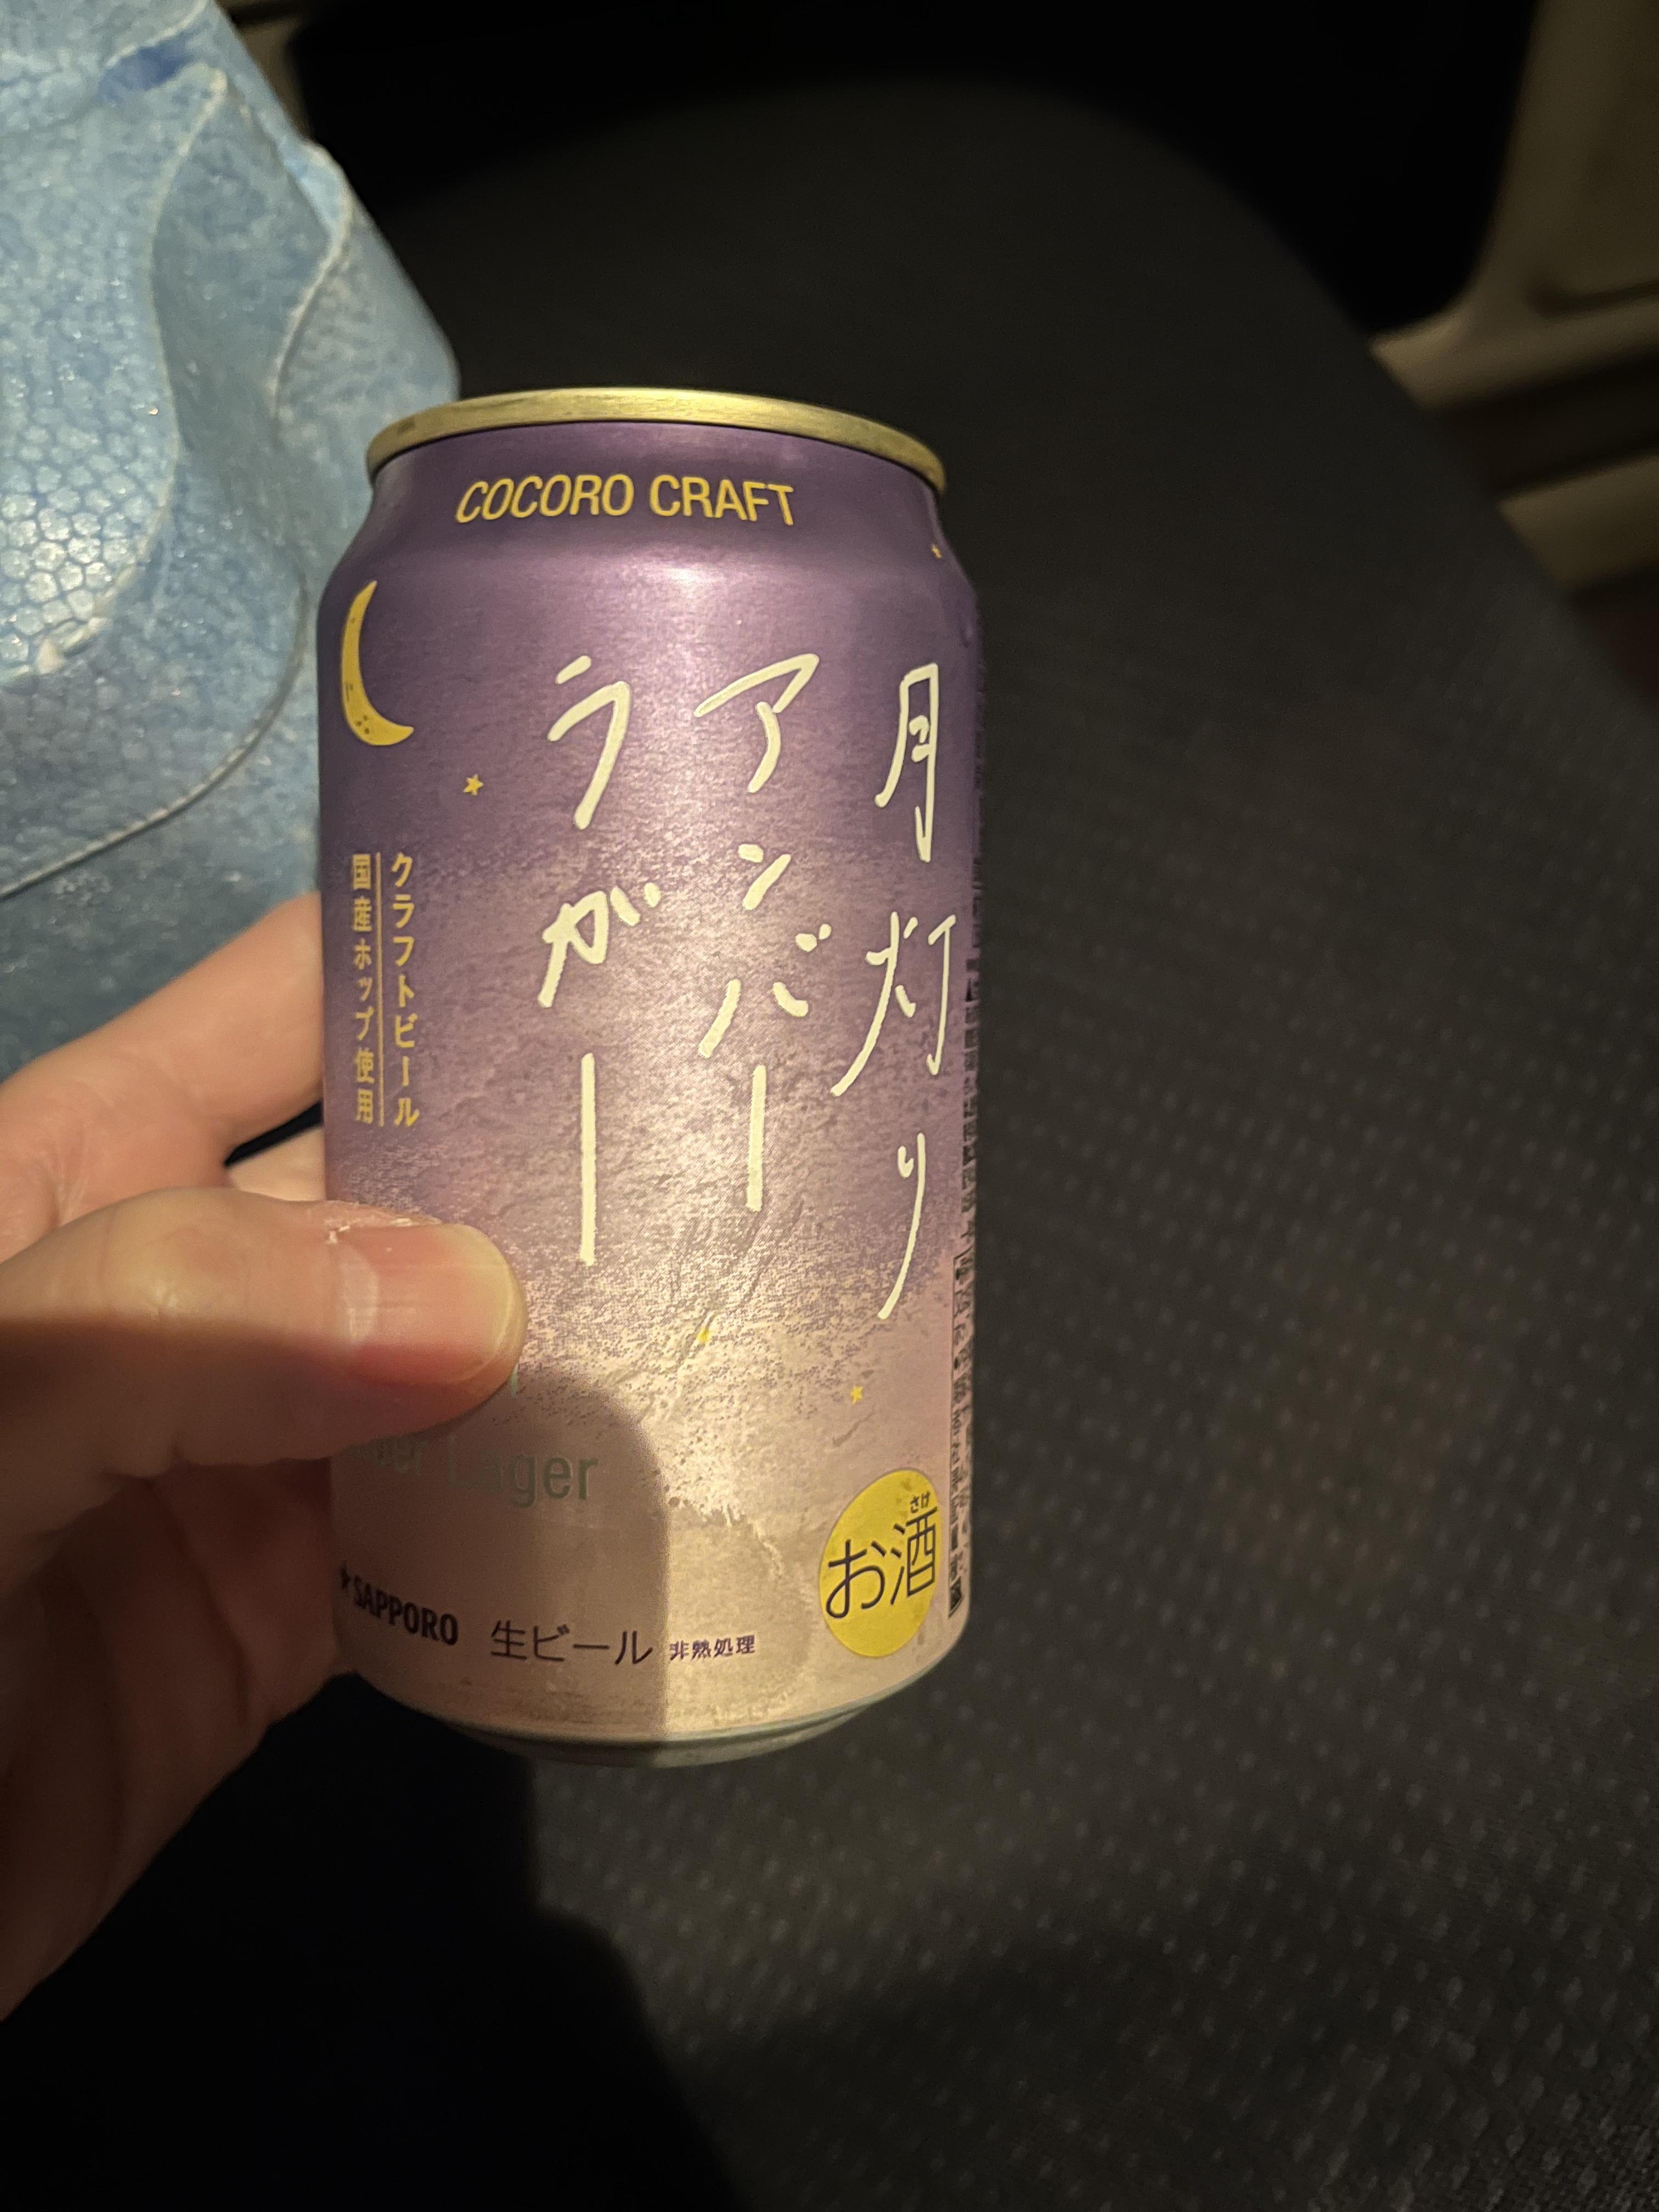 COCORO CRAFT
月灯り
アンバー
ラガー
クラフトビール
国産ホップ使用
Lager
さけ
お酒
SAPPORO 生ビール 非熱処理